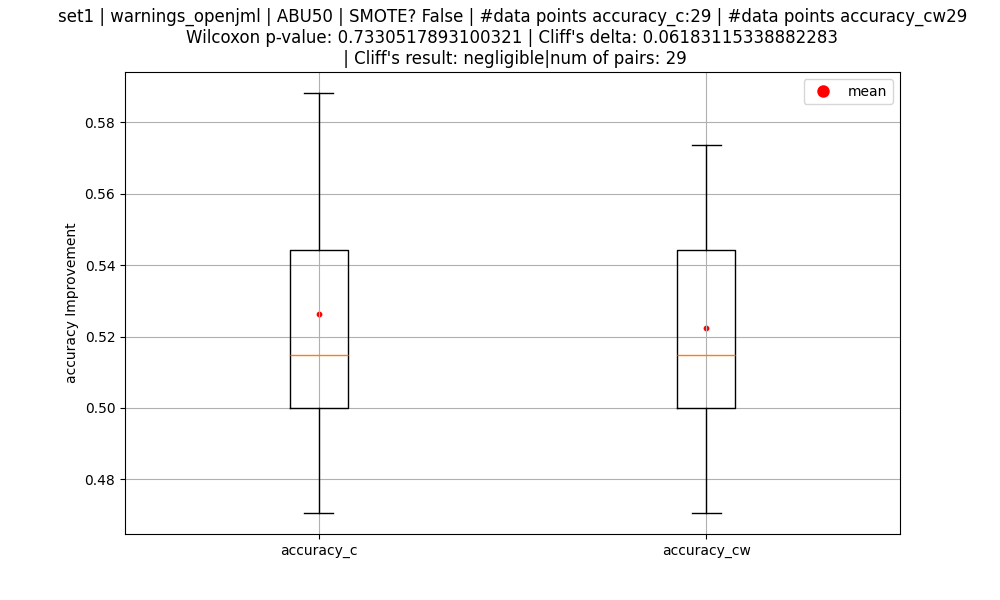 set1 | warnings_openjml | ABU50 | SMOTE? False | #data points accuracy_c:29 | #data points accuracy_cw29
Wilcoxon p-value: 0.7330517893100321 | Cliff's delta: 0.06183115338882283
| Cliff's result: negligible|num of pairs: 29
mean
0.58
0.56
0.54
0.52
0.50
0.48
accuracy Improvement
accuracy_c
accuracy_cw